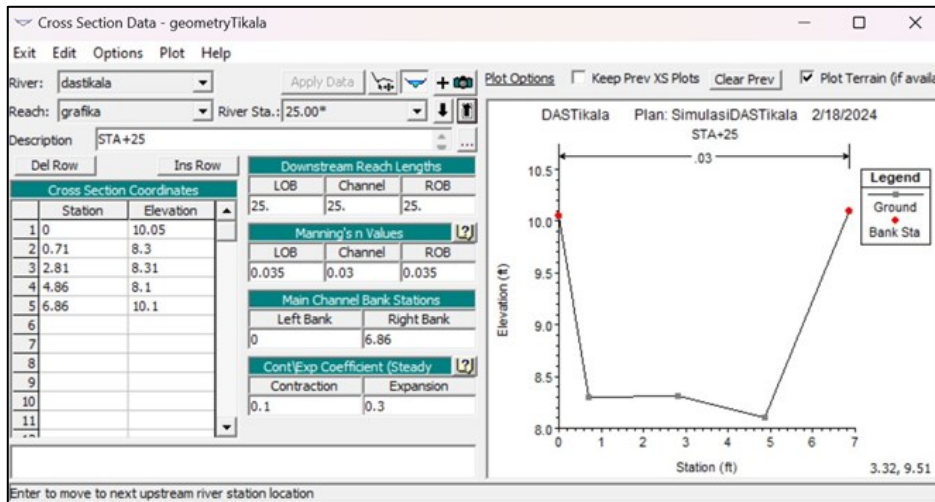 Cross Section Data - geometryTikala
Exit Edit Options Plot Help
River: dastikala Apply Data
Reach: grafika River Sta.: 25.00*
Description STA+25 ...
Del Row Ins Row
Cross Section Coordinates
Station Elevation
1 0 10.05
2 0.71 8.3
3 2.81 8.31
4 4.86 8.1
5 6.86 10.1
6
7
8
9
10
11
Downstream Reach Lengths
LOB Channel ROB
25. 25. 25.
Manning's n Values ?
LOB Channel ROB
0.035 0.03 0.035
Main Channel Bank Stations
Left Bank Right Bank
0 6.86
Cont\Exp Coefficient (Steady ?
Contraction Expansion
0.1 0.3
Plot Options Keep Prev XS Plots Clear Prev Plot Terrain (if availa
DASTikala Plan: SimulasiDASTikala 2/18/2024
STA+25
.03
10.5
10.0
9.5
9.0
8.5
8.0
Elevation (ft)
0 1 2 3 4 5 6 7
Station (ft)
Legend
Ground
Bank Sta
3.32, 9.51
Enter to move to next upstream river station location